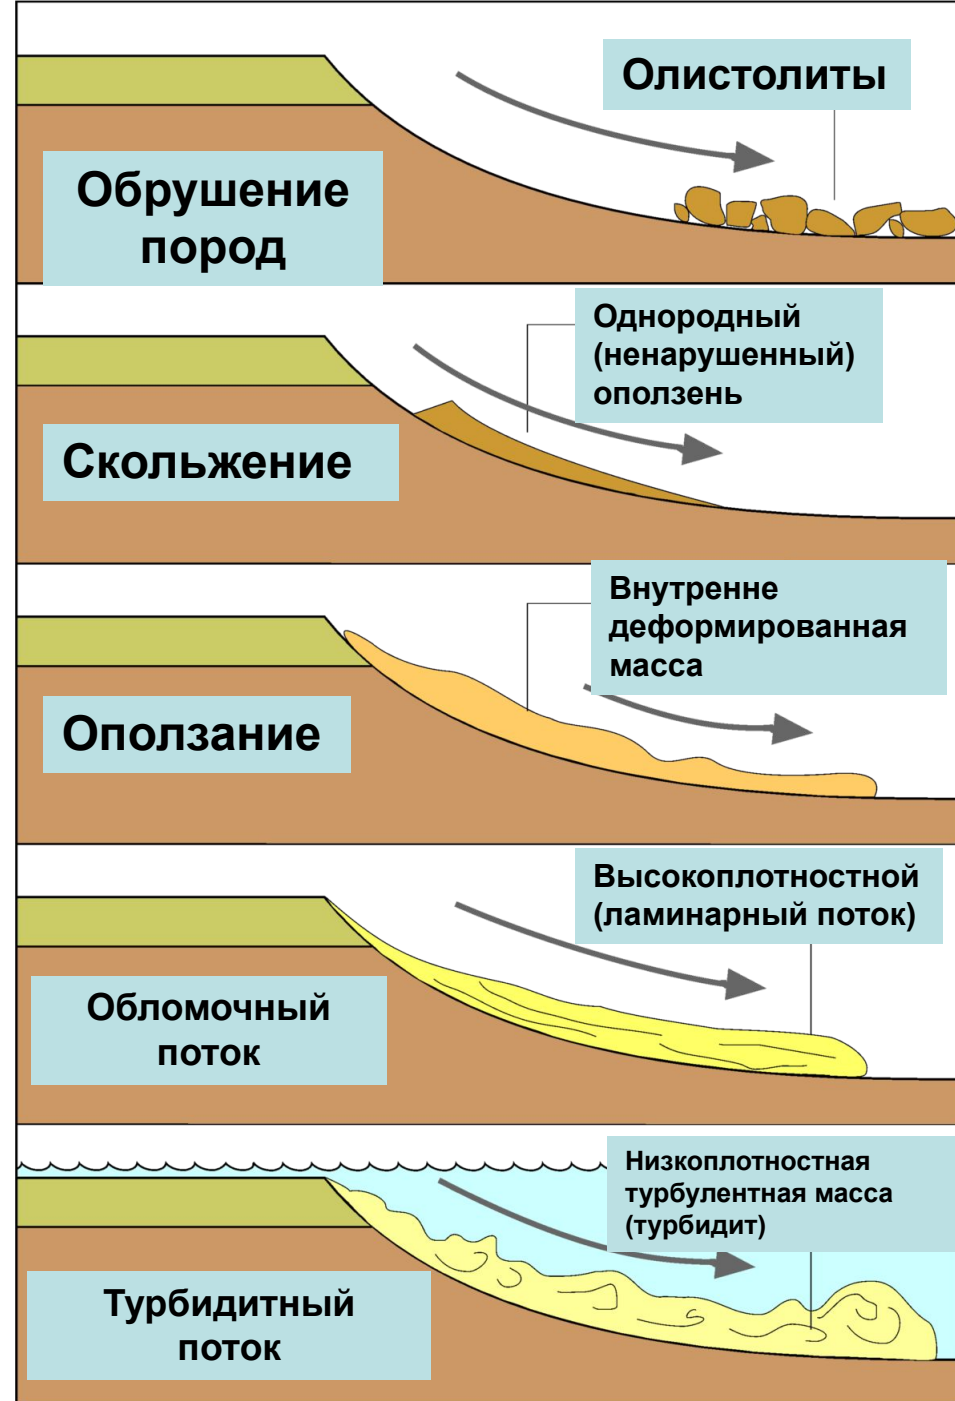 Олистолиты
Обрушение
пород
Однородный
(ненарушенный)
оползень
Скольжение
Внутренне
деформированная
масса
Оползание
Высокоплотностной
(ламинарный поток)
Обломочный
поток
Низкоплотностная
турбулентная масса
(турбидит)
Турбидитный
поток